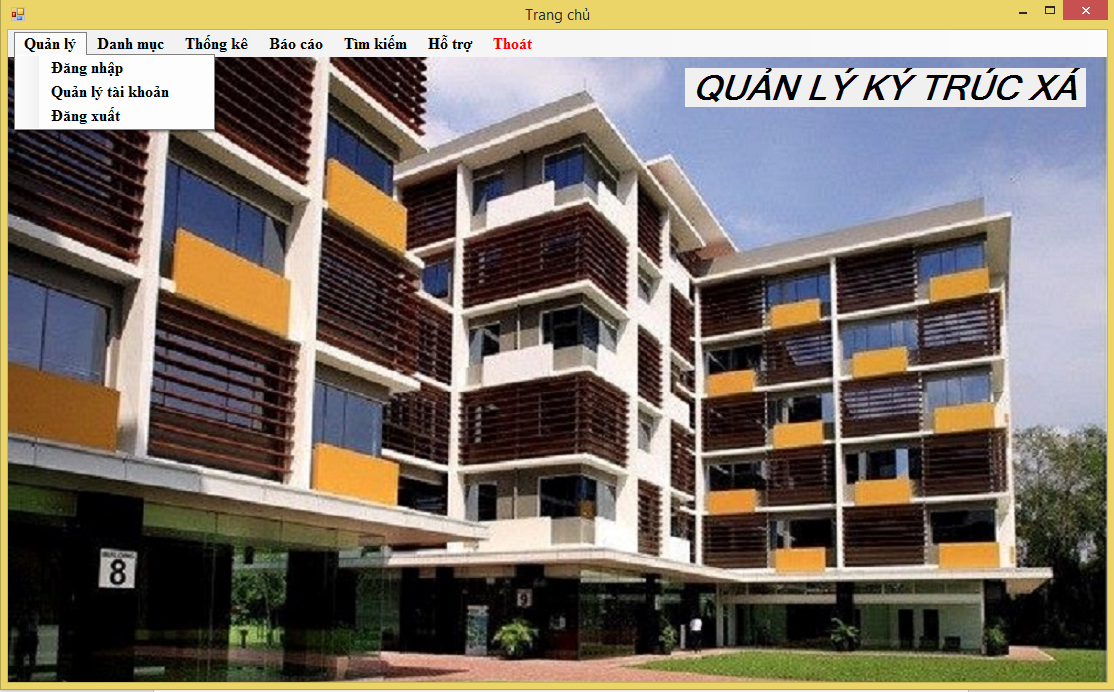 Trang chủ
Quản lý Danh mục Thống kê Báo cáo Tìm kiếm Hỗ trợ Thoát
Đăng nhập
Quản lý tài khoản
Đăng xuất
QUẢN LÝ KÝ TRÚC XÁ
BUILDING
8
9